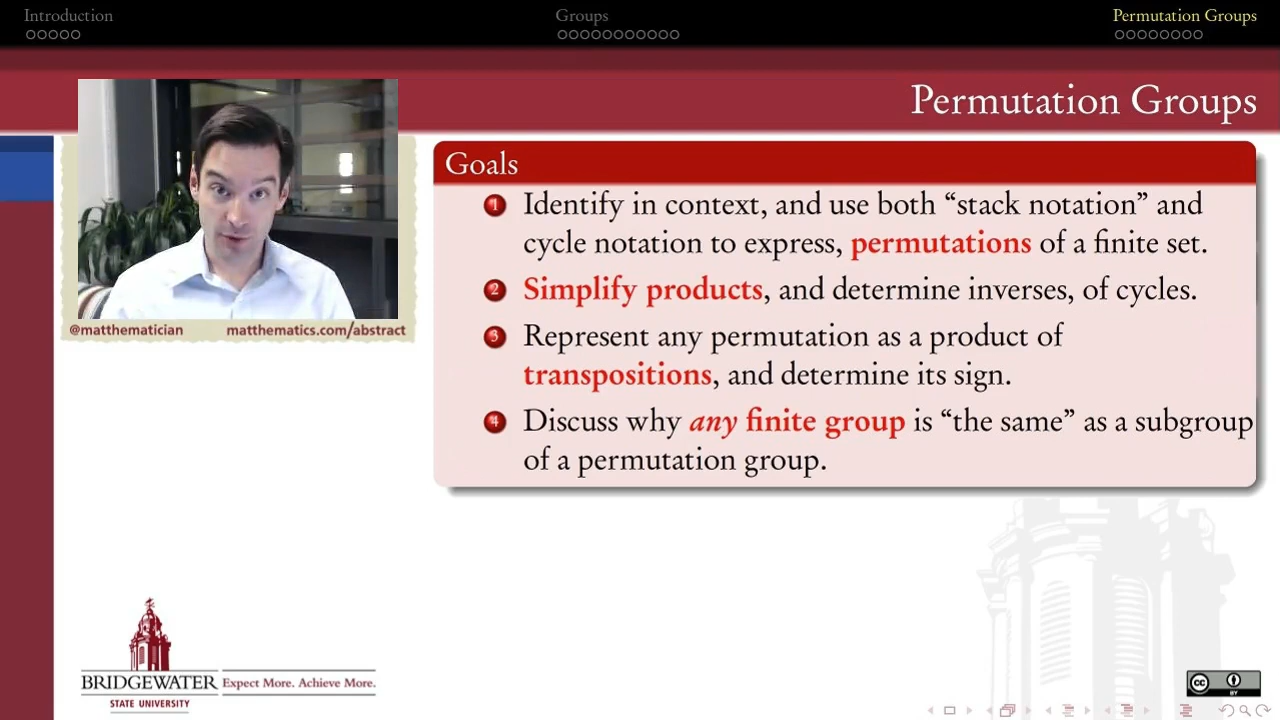 Introduction
Groups
Permutation Groups
Permutation Groups
@matthematician matthematics.com/abstract
Goals
1 Identify in context, and use both “stack notation” and
cycle notation to express, permutations of a finite set.
2 Simplify products, and determine inverses, of cycles.
3 Represent any permutation as a product of
transpositions, and determine its sign.
4 Discuss why any finite group is “the same” as a subgroup
of a permutation group.
BRIDGEWATER Expect More. Achieve More.
STATE UNIVERSITY
CC BY